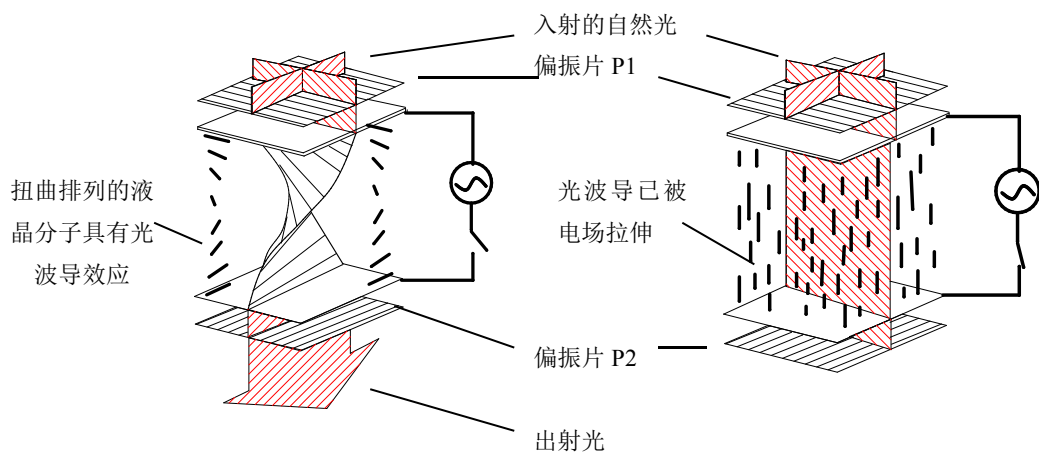 入射的自然光
偏振片 P1
扭曲排列的液
晶分子具有光
波导效应
光波导已被
电场拉伸
偏振片 P2
出射光